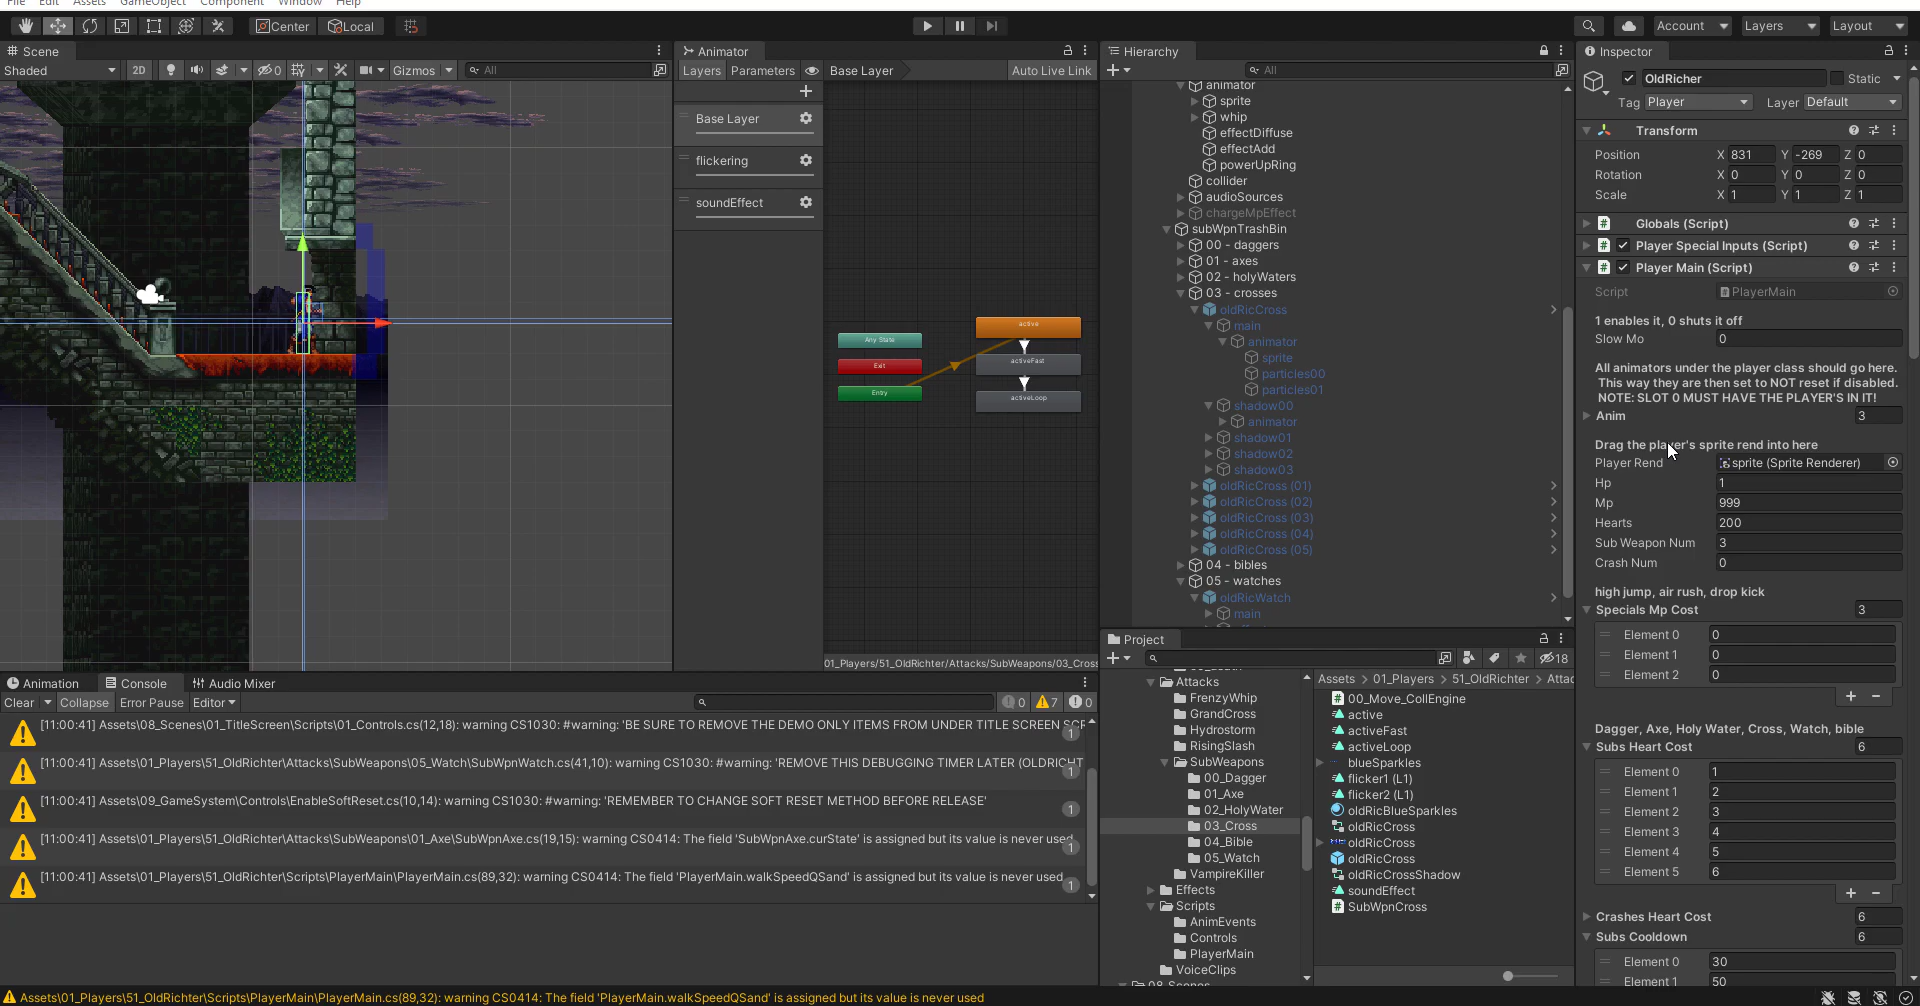 File Edit Assets GameObject Component Window Help
Center Local
Account Layers Layout
Scene
Shaded 2D 0 Gizmos All
Animator
Layers Parameters Base Layer Auto Live Link
Base Layer
flickering
soundEffect
Any State
Exit
Entry
active
activeFast
activeLoop
01_Players/51_OldRichter/Attacks/SubWeapons/03_Cross
Hierarchy
All
animator
sprite
whip
effectDiffuse
effectAdd
powerUpRing
collider
audioSources
chargeMpEffect
subWpnTrashBin
00 - daggers
01 - axes
02 - holyWaters
03 - crosses
oldRicCross
main
animator
sprite
particles00
particles01
shadow00
animator
shadow01
shadow02
shadow03
oldRicCross (01)
oldRicCross (02)
oldRicCross (03)
oldRicCross (04)
oldRicCross (05)
04 - bibles
05 - watches
oldRicWatch
main
Project
18
Attacks
FrenzyWhip
GrandCross
Hydrostorm
RisingSlash
SubWeapons
00_Dagger
01_Axe
02_HolyWater
03_Cross
04_Bible
05_Watch
VampireKiller
Effects
Scripts
AnimEvents
Controls
PlayerMain
VoiceClips
08_Scenes
Assets > 01_Players > 51_OldRichter > Attac
00_Move_CollEngine
active
activeFast
activeLoop
blueSparkles
flicker1 (L1)
flicker2 (L1)
oldRicBlueSparkles
oldRicCross
oldRicCross
oldRicCross
oldRicCrossShadow
soundEffect
SubWpnCross
Animation Console Audio Mixer
Clear Collapse Error Pause Editor 0 7 0
[11:00:41] Assets\08_Scenes\01_TitleScreen\Scripts\01_Controls.cs(12,18): warning CS1030: #warning: 'BE SURE TO REMOVE THE DEMO ONLY ITEMS FROM UNDER TITLE SCREEN SCR
1
[11:00:41] Assets\01_Players\51_OldRichter\Attacks\SubWeapons\05_Watch\SubWpnWatch.cs(41,10): warning CS1030: #warning: 'REMOVE THIS DEBUGGING TIMER LATER (OLDRICHT
1
[11:00:41] Assets\09_GameSystem\Controls\EnableSoftReset.cs(10,14): warning CS1030: #warning: 'REMEMBER TO CHANGE SOFT RESET METHOD BEFORE RELEASE'
1
[11:00:41] Assets\01_Players\51_OldRichter\Attacks\SubWeapons\01_Axe\SubWpnAxe.cs(19,15): warning CS0414: The field 'SubWpnAxe.curState' is assigned but its value is never used
1
[11:00:41] Assets\01_Players\51_OldRichter\Scripts\PlayerMain\PlayerMain.cs(89,32): warning CS0414: The field 'PlayerMain.walkSpeedQSand' is assigned but its value is never used
1
Assets\01_Players\51_OldRichter\Scripts\PlayerMain\PlayerMain.cs(89,32): warning CS0414: The field 'PlayerMain.walkSpeedQSand' is assigned but its value is never used
Inspector
OldRicher Static
Tag Player Layer Default
Transform
Position X 831 Y -269 Z 0
Rotation X 0 Y 0 Z 0
Scale X 1 Y 1 Z 1
Globals (Script)
Player Special Inputs (Script)
Player Main (Script)
Script PlayerMain
1 enables it, 0 shuts it off
Slow Mo 0
All animators under the player class should go here.
This way they are then set to NOT reset if disabled.
NOTE: SLOT 0 MUST HAVE THE PLAYER'S IN IT!
Anim 3
Drag the player's sprite rend into here
Player Rend sprite (Sprite Renderer)
Hp 1
Mp 999
Hearts 200
Sub Weapon Num 3
Crash Num 0
high jump, air rush, drop kick
Specials Mp Cost 3
Element 0 0
Element 1 0
Element 2 0
Dagger, Axe, Holy Water, Cross, Watch, bible
Subs Heart Cost 6
Element 0 1
Element 1 2
Element 2 3
Element 3 4
Element 4 5
Element 5 6
Crashes Heart Cost 6
Subs Cooldown 6
Element 0 30
Element 1 50